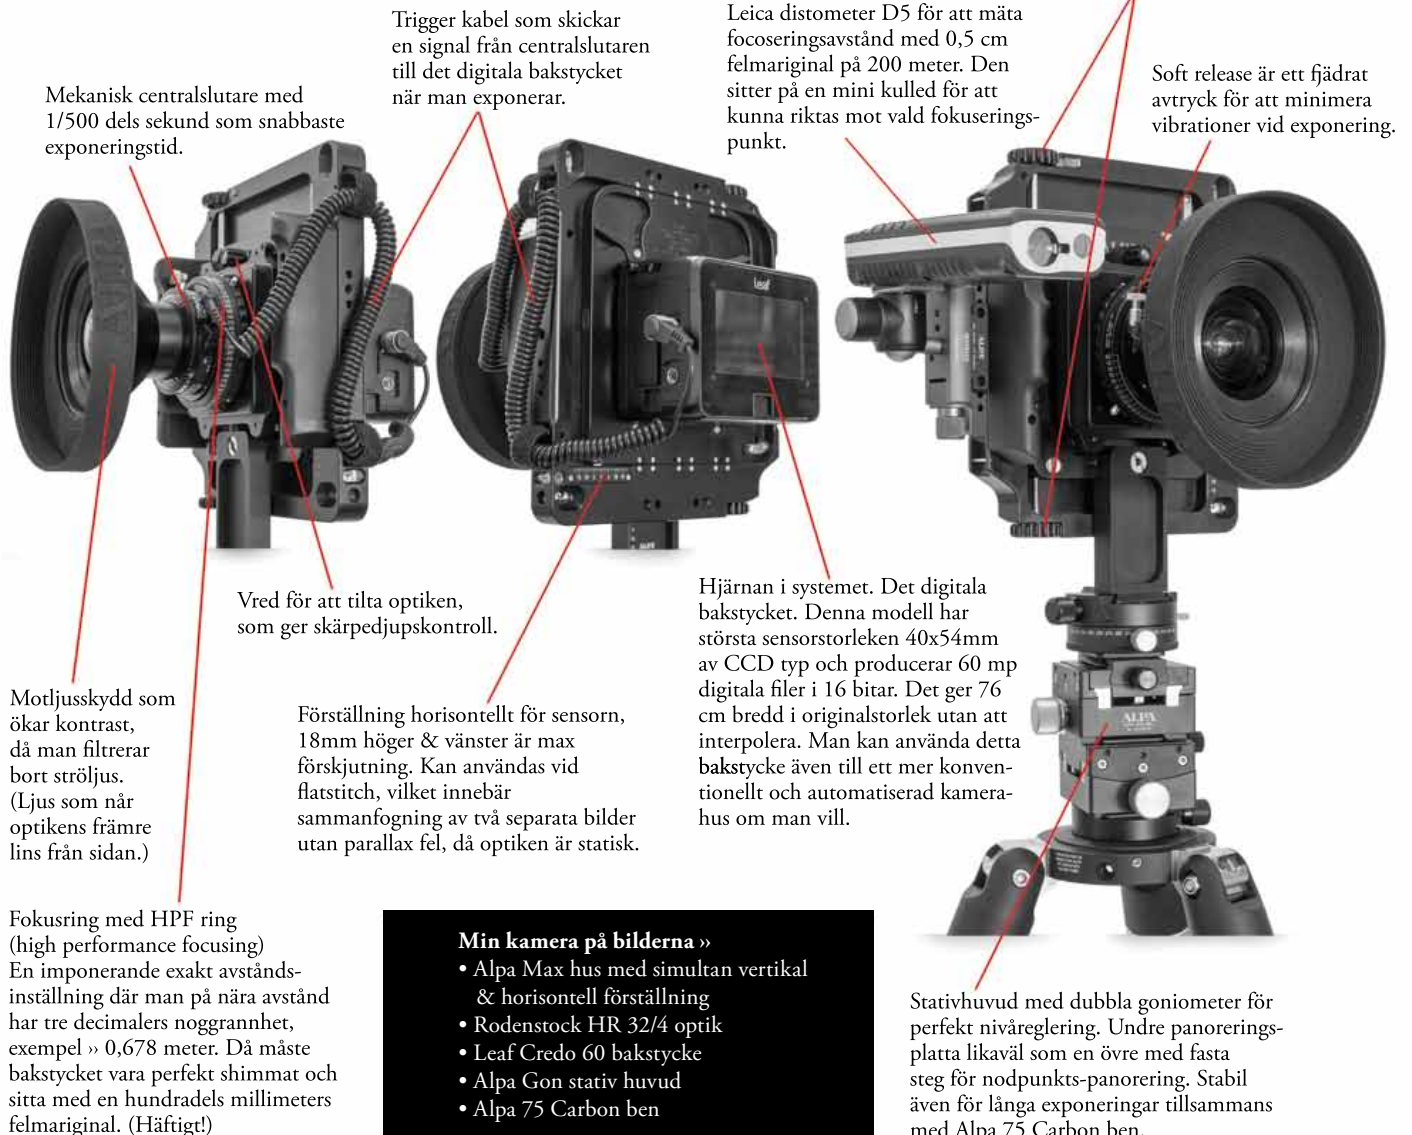 Trigger kabel som skickar
en signal från centralslutaren
till det digitala bakstycket
när man exponerar.
Leica distometer D5 för att mäta
focoseringsavstånd med 0,5 cm
felmariginal på 200 meter. Den
sitter på en mini kulled för att
kunna riktas mot vald fokuserings-
punkt.
Soft release är ett fjädrat
avtryck för att minimera
vibrationer vid exponering.
Mekanisk centralslutare med
1/500 dels sekund som snabbaste
exponeringstid.
ALPA
Leaf
Vred för att tilta optiken,
som ger skärpedjupskontroll.
Hjärnan i systemet. Det digitala
bakstycket. Denna modell har
största sensorstorleken 40x54mm
av CCD typ och producerar 60 mp
digitala filer i 16 bitar. Det ger 76
cm bredd i originalstorlek utan att
interpolera. Man kan använda detta
bakstycke även till ett mer konven-
tionellt och automatiserad kamera-
hus om man vill.
ALPA
Motljusskydd som
ökar kontrast,
då man filtrerar
bort ströljus.
(Ljus som når
optikens främre
lins från sidan.)
Förställning horisontellt för sensorn,
18mm höger & vänster är max
förskjutning. Kan användas vid
flatstitch, vilket innebär
sammanfogning av två separata bilder
utan parallax fel, då optiken är statisk.
Fokusring med HPF ring
(high performance focusing)
En imponerande exakt avstånds-
inställning där man på nära avstånd
har tre decimalers noggrannhet,
exempel ›› 0,678 meter. Då måste
bakstycket vara perfekt shimmat och
sitta med en hundradels millimeters
felmariginal. (Häftigt!)
Min kamera på bilderna ››
• Alpa Max hus med simultan vertikal
& horisontell förställning
• Rodenstock HR 32/4 optik
• Leaf Credo 60 bakstycke
• Alpa Gon stativ huvud
• Alpa 75 Carbon ben
Stativhuvud med dubbla goniometer för
perfekt nivåreglering. Undre panorerings-
platta likaväl som en övre med fasta
steg för nodpunkts-panorering. Stabil
även för långa exponeringar tillsammans
med Alpa 75 Carbon ben.